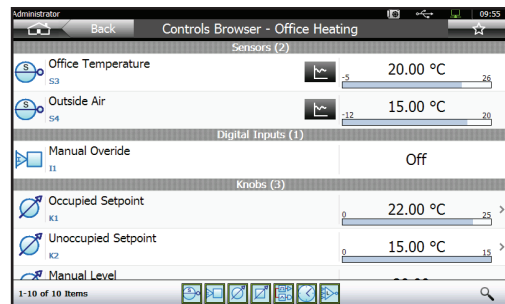 Administrator
09:55
Back
Controls Browser - Office Heating
Sensors (2)
Office Temperature
S
S3
-5
20.00 °C
26
Outside Air
S
S4
-12
15.00 °C
20
Digital Inputs (1)
Manual Overide
I1
Off
Knobs (3)
Occupied Setpoint
K1
0
22.00 °C
25
Unoccupied Setpoint
K2
0
15.00 °C
15
Manual Level
1-10 of 10 Items